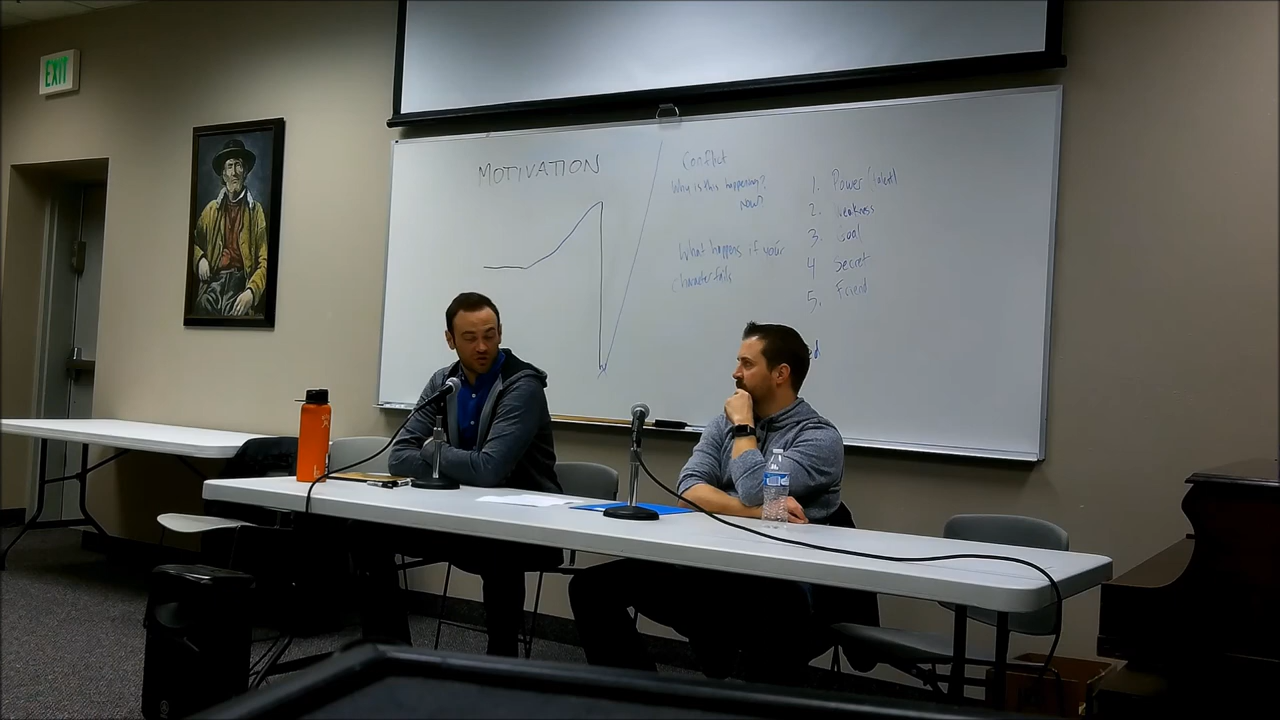 EXIT
MOTIVATION
Conflict
Why is this happening?
now?
What happens if your
character fails
1. Power/talent
2. Weakness
3. Goal
4 Secret
5. Friend